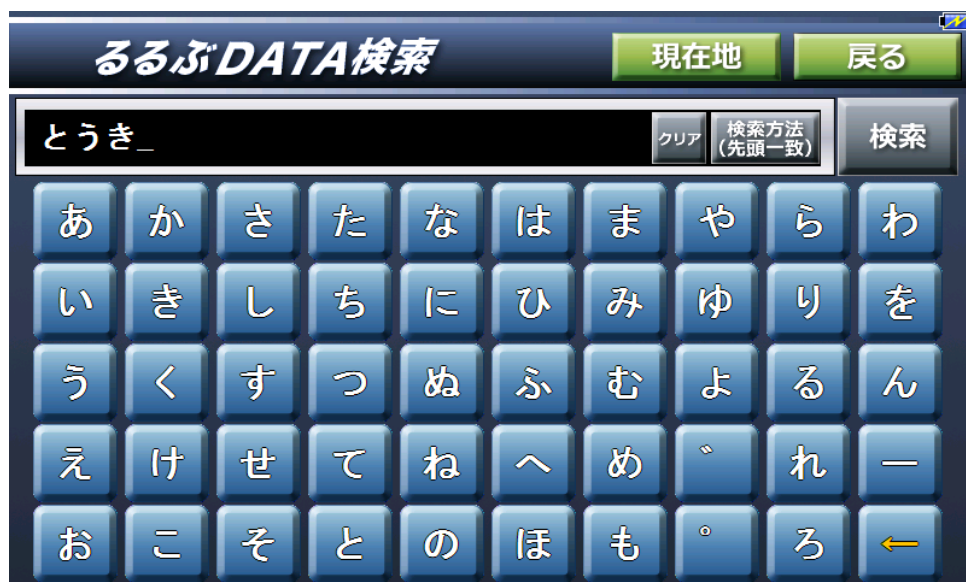 るるぶDATA検索 現在地 戻る
とうき_ クリア 検索方法 検索
(先頭一致)
あ か さ た な は ま や ら わ
い き し ち に ひ み ゆ り を
う く す つ ぬ ふ む よ る ん
え け せ て ね へ め ゛ れ ー
お こ そ と の ほ も ゜ ろ ←